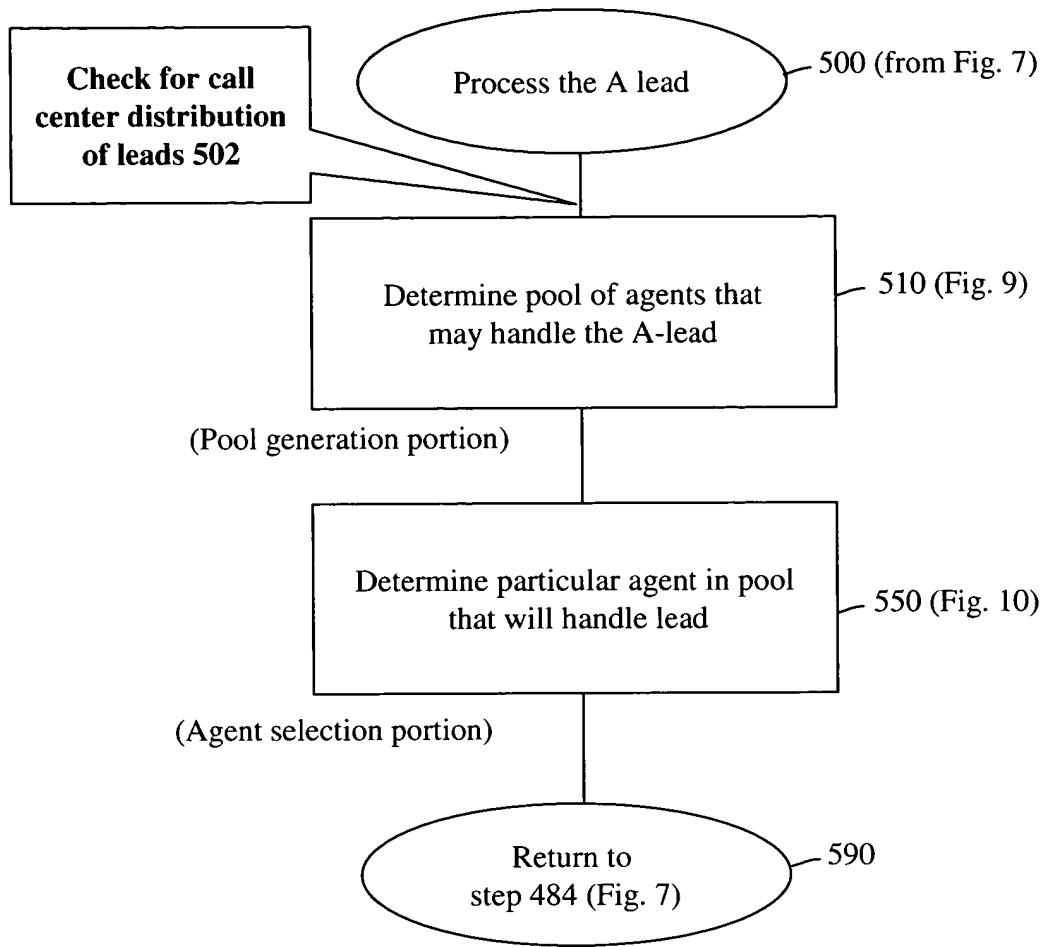 Check for call
center distribution
of leads 502
Process the A lead
500 (from Fig. 7)
Determine pool of agents that
may handle the A-lead
510 (Fig. 9)
(Pool generation portion)
Determine particular agent in pool
that will handle lead
550 (Fig. 10)
(Agent selection portion)
Return to
step 484 (Fig. 7)
590